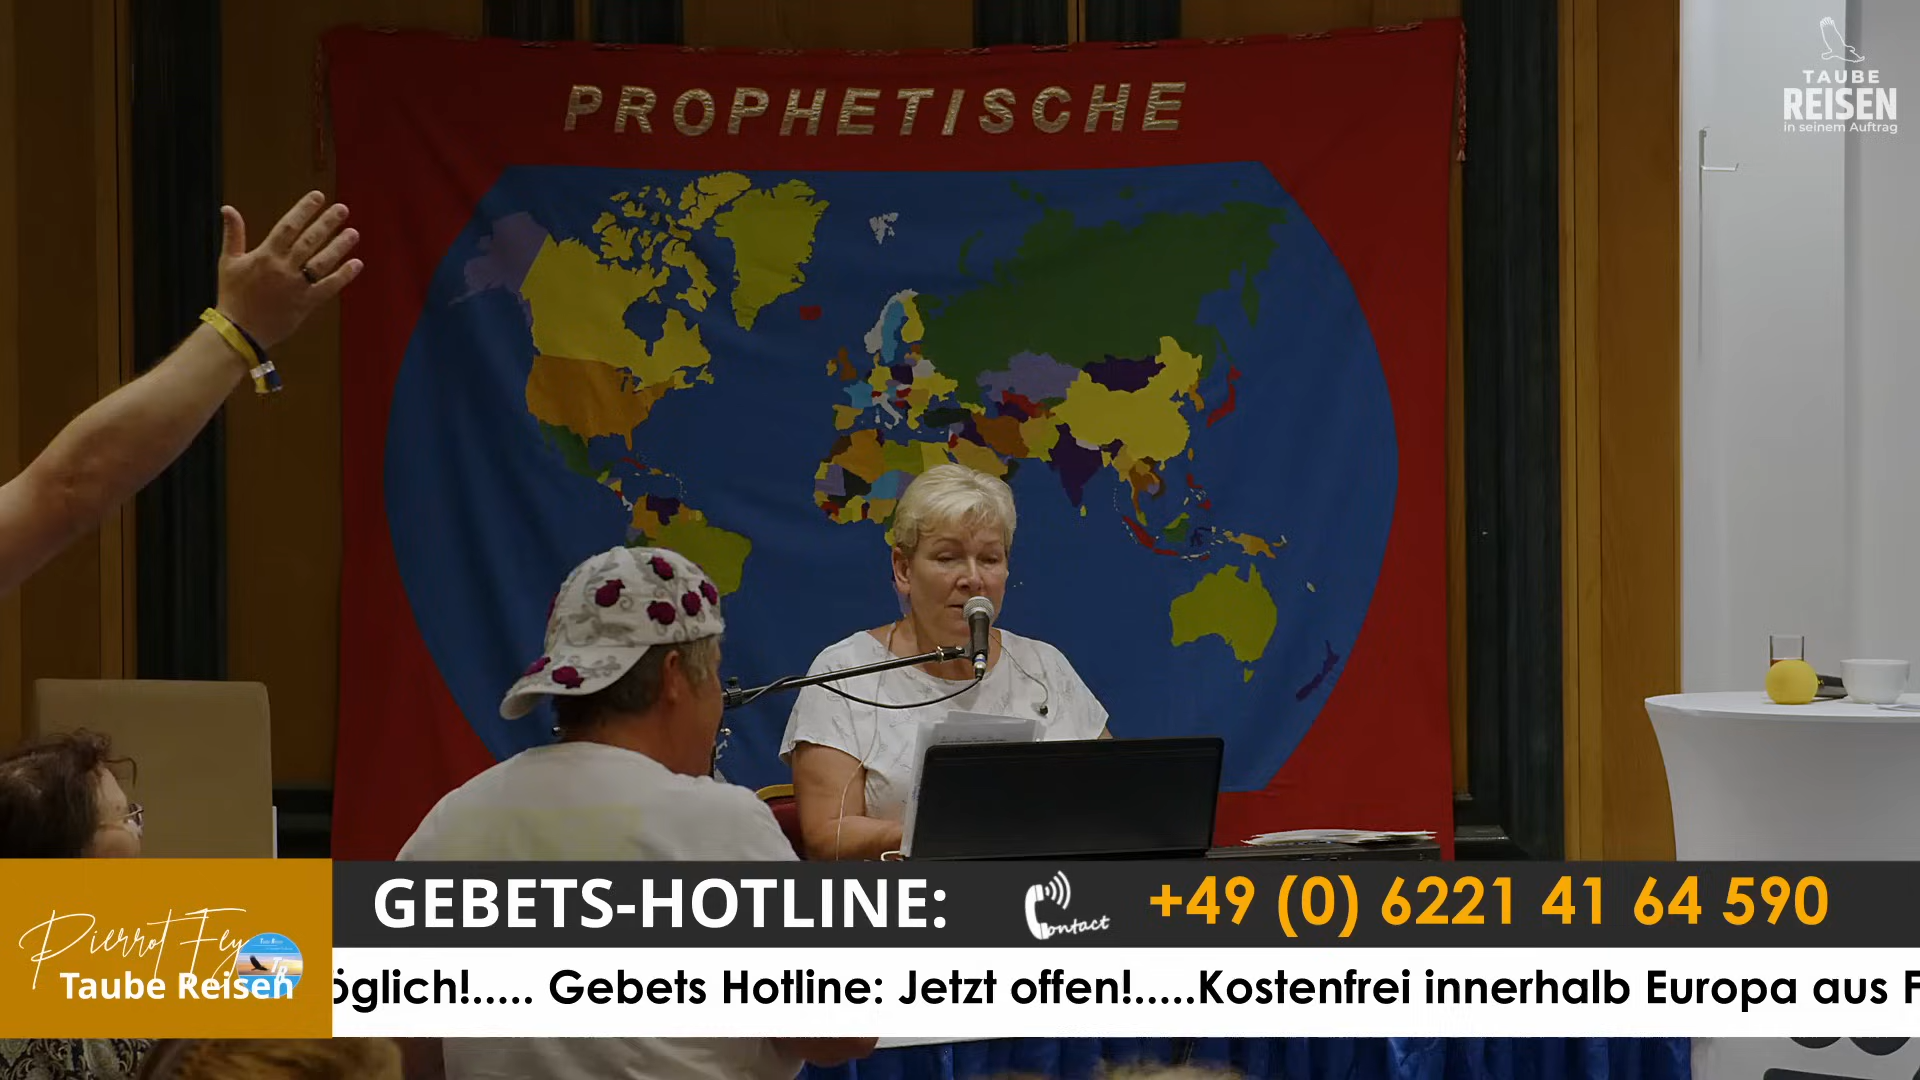 PROPHETISCHE
TAUBE
REISEN
in seinem Auftrag
GEBETS-HOTLINE:
Contact
+49 (0) 6221 41 64 590
Pierrot Fey
Taube Reisen
öglich!..... Gebets Hotline: Jetzt offen!.....Kostenfrei innerhalb Europa aus F